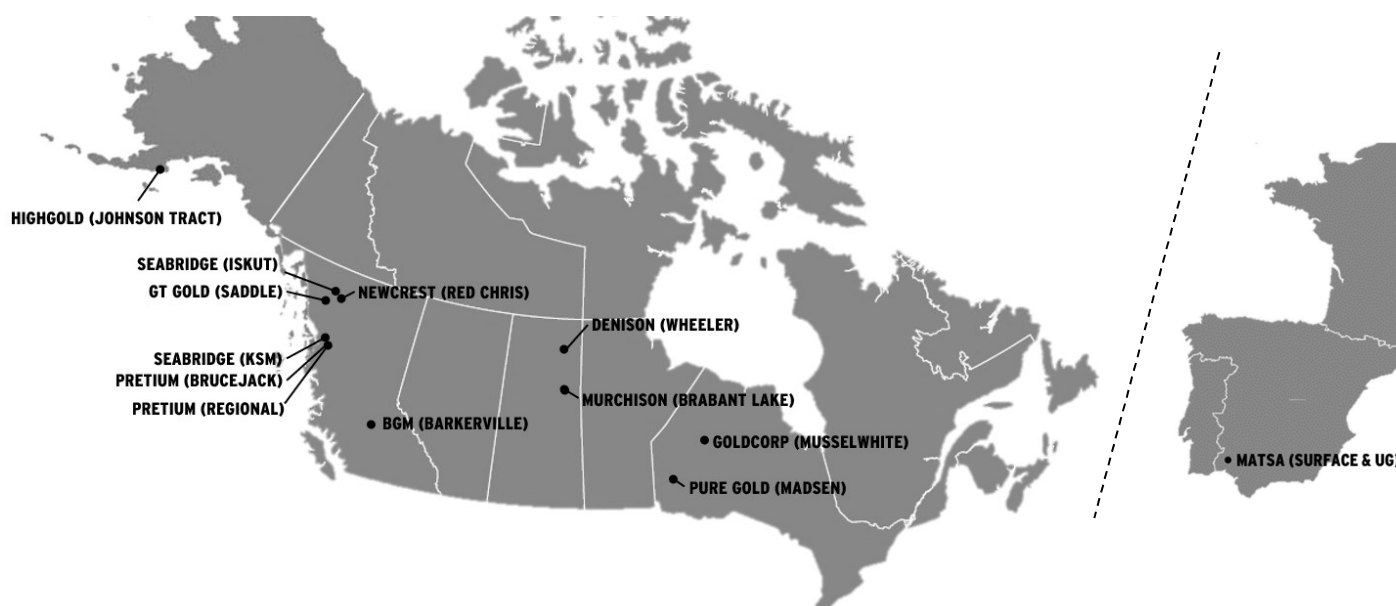 HIGHGOLD (JOHNSON TRACT)
SEABRIDGE (ISKUT)
GT GOLD (SADDLE)
NEWCREST (RED CHRIS)
DENISON (WHEELER)
SEABRIDGE (KSM)
PRETIUM (BRUCEJACK)
PRETIUM (REGIONAL)
MURCHISON (BRABANT LAKE)
BGM (BARKERVILLE)
GOLDCORP (MUSSELWHITE)
PURE GOLD (MADSEN)
MATSA (SURFACE & UG)